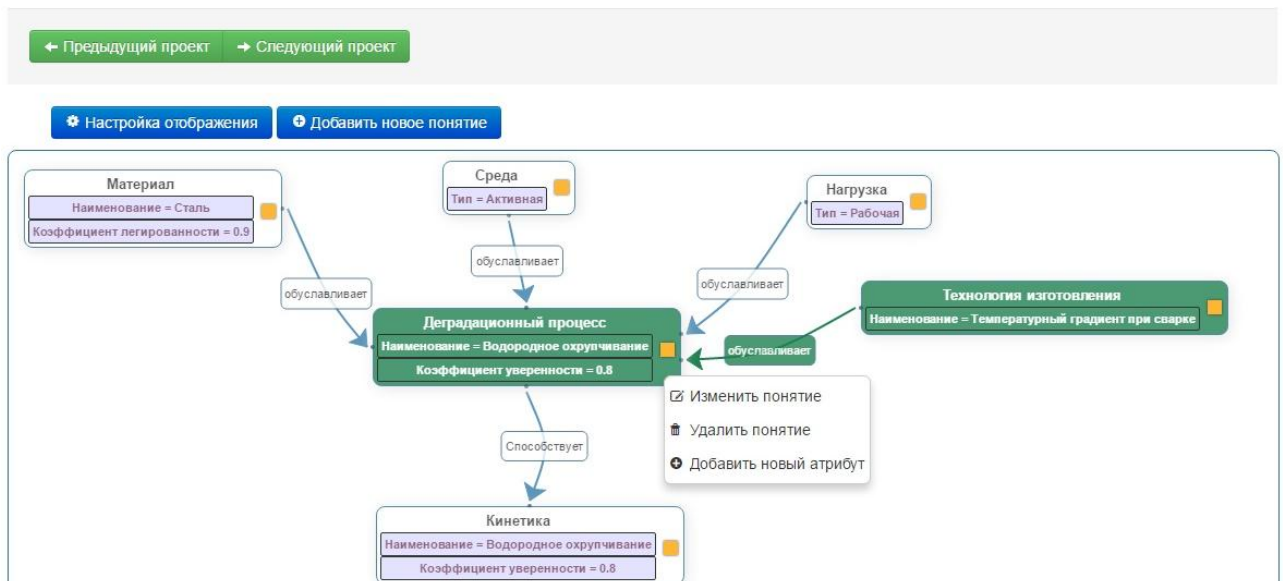 Предыдущий проект
Следующий проект
Настройка отображения
Добавить новое понятие
Материал
Наименование = Сталь
Коэффициент легированности = 0.9
Среда
Тип = Активная
Нагрузка
Тип = Рабочая
обуславливает
обуславливает
обуславливает
Технология изготовления
Наименование = Температурный градиент при сварке
обуславливает
Деградационный процесс
Наименование = Водородное охрупчивание
Коэффициент уверенности = 0.8
Изменить понятие
Удалить понятие
Добавить новый атрибут
Способствует
Кинетика
Наименование = Водородное охрупчивание
Коэффициент уверенности = 0.8